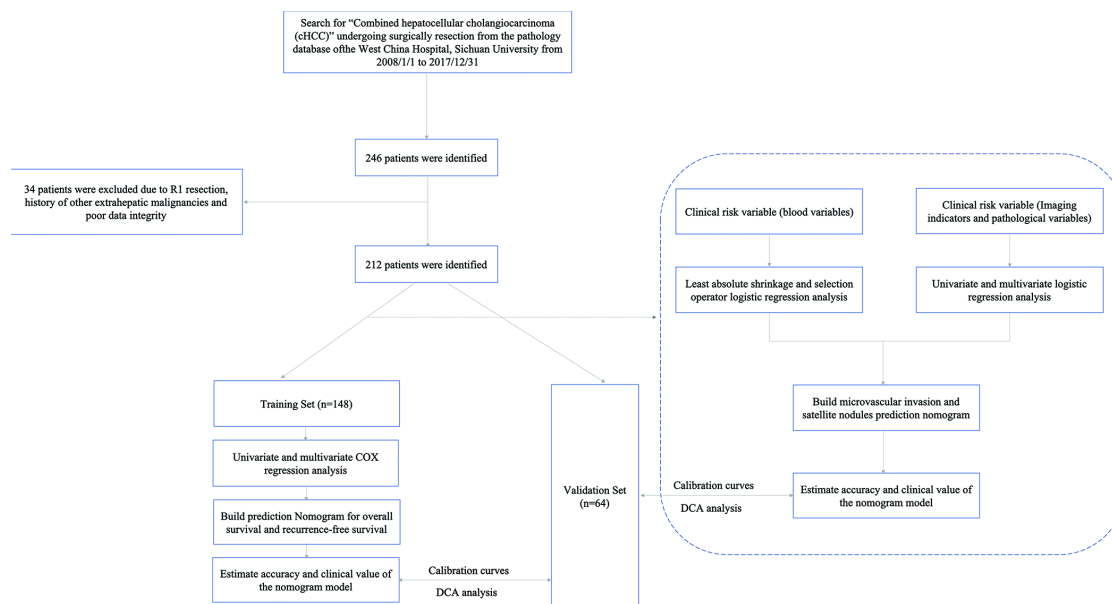 Search for “Combined hepatocellular cholangiocarcinoma
(cHCC)” undergoing surgically resection from the pathology
database ofthe West China Hospital, Sichuan University from
2008/1/1 to 2017/12/31
246 patients were identified
34 patients were excluded due to R1 resection,
history of other extrahepatic malignancies and
poor data integrity
212 patients were identified
Training Set (n=148)
Univariate and multivariate COX
regression analysis
Build prediction Nomogram for overall
survival and recurrence-free survival
Estimate accuracy and clinical value of
the nomogram model
Calibration curves
DCA analysis
Validation Set
(n=64)
Clinical risk variable (blood variables)
Clinical risk variable (Imaging
indicators and pathological variables)
Least absolute shrinkage and selection
operator logistic regression analysis
Univariate and multivariate logistic
regression analysis
Build microvascular invasion and
satellite nodules prediction nomogram
Calibration curves
DCA analysis
Estimate accuracy and clinical value of
the nomogram model